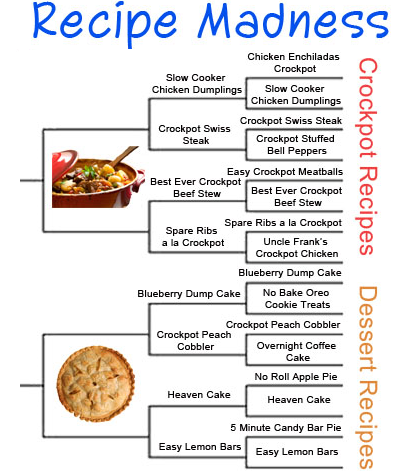 Recipe Madness
Chicken Enchiladas
Crockpot
Slow Cooker
Chicken Dumplings
Slow Cooker
Chicken Dumplings
Crockpot Swiss Steak
Crockpot Swiss
Steak
Crockpot Stuffed
Bell Peppers
Easy Crockpot Meatballs
Best Ever Crockpot
Beef Stew
Best Ever Crockpot
Beef Stew
Spare Ribs a la Crockpot
Spare Ribs
a la Crockpot
Uncle Frank's
Crockpot Chicken
Crockpot Recipes
Blueberry Dump Cake
Blueberry Dump Cake
No Bake Oreo
Cookie Treats
Crockpot Peach Cobbler
Crockpot Peach
Cobbler
Overnight Coffee
Cake
No Roll Apple Pie
Heaven Cake
Heaven Cake
5 Minute Candy Bar Pie
Easy Lemon Bars
Easy Lemon Bars
Dessert Recipes